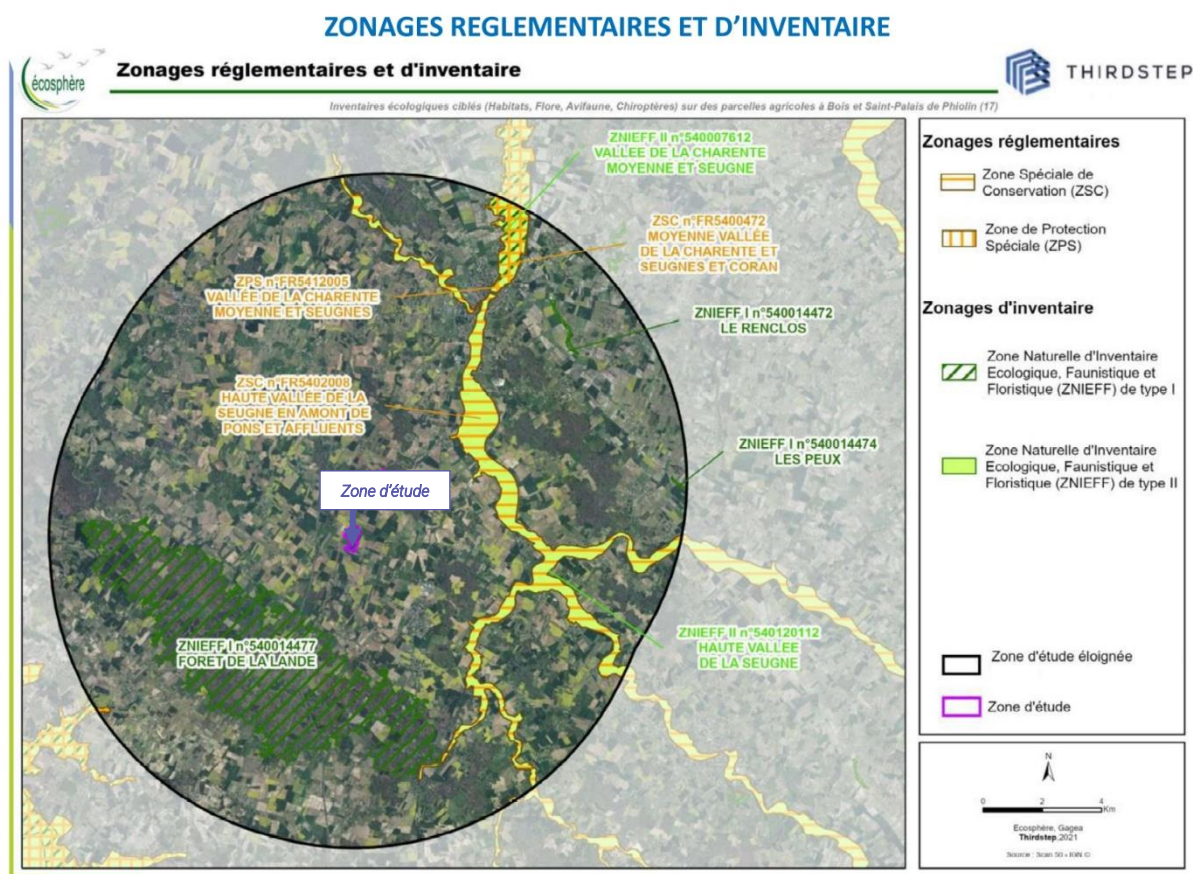 ZONAGES REGLEMENTAIRES ET D’INVENTAIRE
écosphère
Zonages réglementaires et d'inventaire
THIRDSTEP
Inventaires écologiques ciblés (Habitats, Flore, Avifaune, Chiroptères) sur des parcelles agricoles à Bois et Saint-Palais de Phiolin (17)
ZNIEFF II n°540007612
VALLEE DE LA CHARENTE
MOYENNE ET SEUGNE
ZSC n°FR5400472
MOYENNE VALLÉE
DE LA CHARENTE ET
SEUGNES ET CORAN
ZPS n°FR5412005
VALLÉE DE LA CHARENTE
MOYENNE ET SEUGNES
ZNIEFF I n°540014472
LE RENCLOS
ZSC n°FR5402008
HAUTE VALLÉE DE LA
SEUGNE EN AMONT DE
PONS ET AFFLUENTS
ZNIEFF I n°540014474
LES PEUX
Zone d’étude
ZNIEFF I n°540014477
FORET DE LA LANDE
ZNIEFF II n°540120112
HAUTE VALLEE
DE LA SEUGNE
Zonages réglementaires
Zone Spéciale de
Conservation (ZSC)
Zone de Protection
Spéciale (ZPS)
Zonages d'inventaire
Zone Naturelle d'Inventaire
Ecologique, Faunistique et
Floristique (ZNIEFF) de type I
Zone Naturelle d'Inventaire
Ecologique, Faunistique et
Floristique (ZNIEFF) de type II
Zone d'étude éloignée
Zone d'étude
N
0 2 4
Km
Ecosphère, Gagea
Thirdstep,2021
Source : Scan 50 - IGN ©